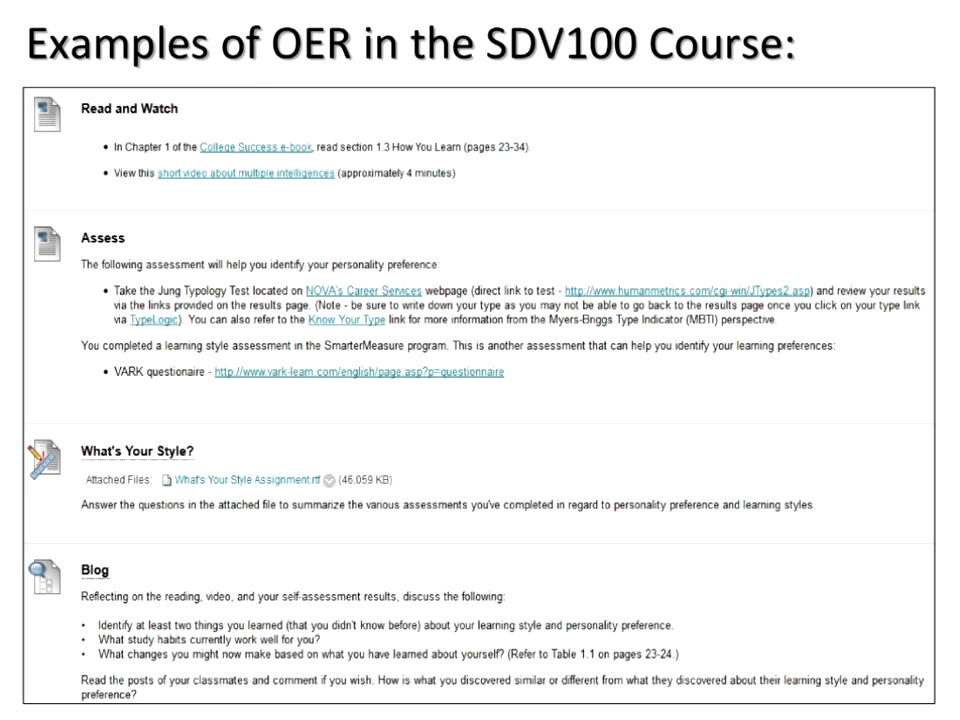 Examples of OER in the SDV100 Course:
Read and Watch
• In Chapter 1 of the College Success e-book, read section 1.3 How You Learn (pages 23-34).
• View this short video about multiple intelligences (approximately 4 minutes)
Assess
The following assessment will help you identify your personality preference:
• Take the Jung Typology Test located on NOVA's Career Services webpage (direct link to test - http://www.humanmetrics.com/cgi-win/JTypes2.asp) and review your results
via the links provided on the results page. (Note - be sure to write down your type as you may not be able to go back to the results page once you click on your type link
via TypeLogic). You can also refer to the Know Your Type link for more information from the Myers-Briggs Type Indicator (MBTI) perspective.
You completed a learning style assessment in the SmarterMeasure program. This is another assessment that can help you identify your learning preferences:
• VARK questionaire - http://www.vark-learn.com/english/page.asp?p=questionnaire
What's Your Style?
Attached Files: What's Your Style Assignment.rtf (46.059 KB)
Answer the questions in the attached file to summarize the various assessments you've completed in regard to personality preference and learning styles.
Blog
Reflecting on the reading, video, and your self-assessment results, discuss the following:
• Identify at least two things you learned (that you didn't know before) about your learning style and personality preference.
• What study habits currently work well for you?
• What changes you might now make based on what you have learned about yourself? (Refer to Table 1.1 on pages 23-24.)
Read the posts of your classmates and comment if you wish. How is what you discovered similar or different from what they discovered about their learning style and personality
preference?